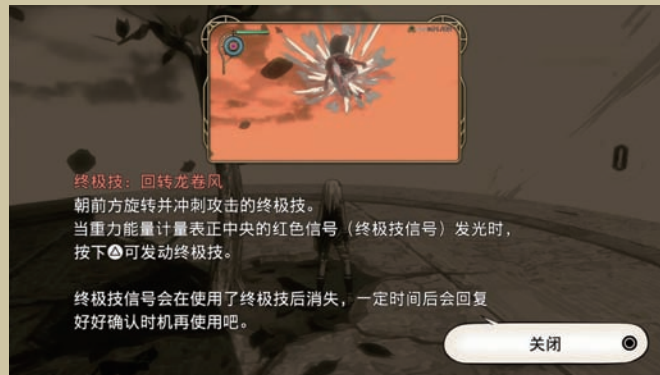 终极技：回转龙卷风
朝前方旋转并冲刺攻击的终极技。
当重力能量计量表正中央的红色信号（终极技信号）发光时，
按下△可发动终极技。
终极技信号会在使用了终极技后消失，一定时间后会回复
好好确认时机再使用吧。
关闭